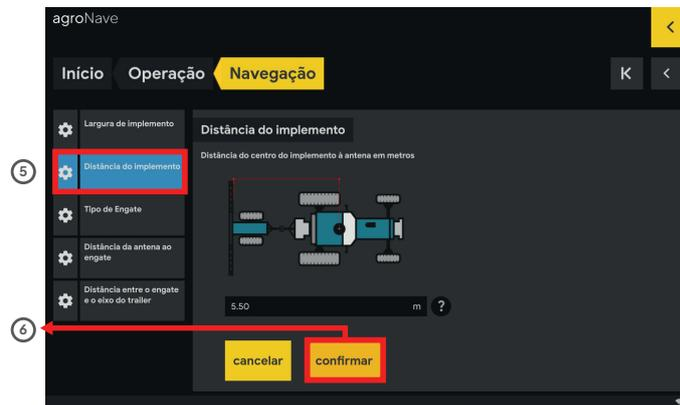 agroNave
Início Operação Navegação
Largura de implemento
Distância do implemento
Tipo de Engate
Distância da antena ao
engate
Distância entre o engate
e o eixo do trailer
Distância do implemento
Distância do centro do implemento à antena em metros
5.50 m ?
cancelar confirmar
5
6